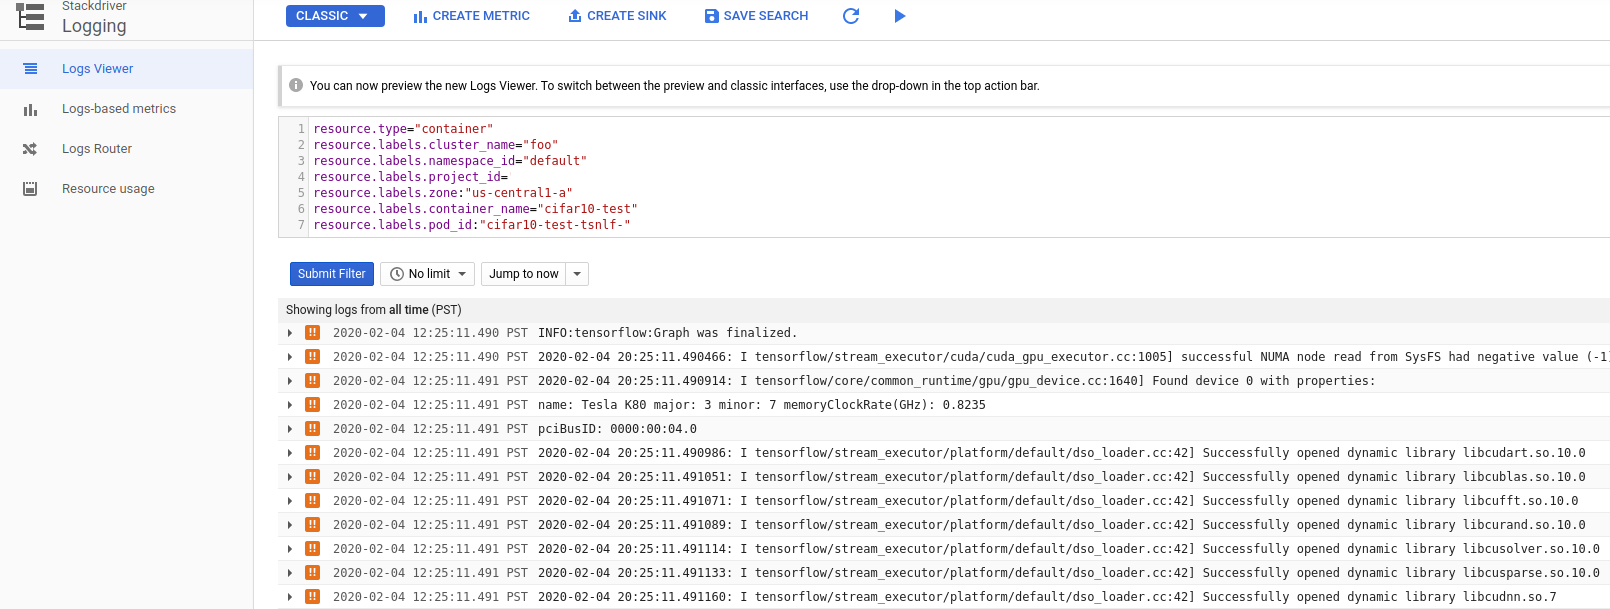 Stackdriver
Logging
CLASSIC
CREATE METRIC
CREATE SINK
SAVE SEARCH
Logs Viewer
Logs-based metrics
Logs Router
Resource usage
You can now preview the new Logs Viewer. To switch between the preview and classic interfaces, use the drop-down in the top action bar.
1 resource.type="container"
2 resource.labels.cluster_name="foo"
3 resource.labels.namespace_id="default"
4 resource.labels.project_id=
5 resource.labels.zone:"us-central1-a"
6 resource.labels.container_name="cifar10-test"
7 resource.labels.pod_id:"cifar10-test-tsnlf-"
Submit Filter
No limit
Jump to now
Showing logs from all time (PST)
!! 2020-02-04 12:25:11.490 PST INFO:tensorflow:Graph was finalized.
!! 2020-02-04 12:25:11.490 PST 2020-02-04 20:25:11.490466: I tensorflow/stream_executor/cuda/cuda_gpu_executor.cc:1005] successful NUMA node read from SysFS had negative value (-1
!! 2020-02-04 12:25:11.491 PST 2020-02-04 20:25:11.490914: I tensorflow/core/common_runtime/gpu/gpu_device.cc:1640] Found device 0 with properties:
!! 2020-02-04 12:25:11.491 PST name: Tesla K80 major: 3 minor: 7 memoryClockRate(GHz): 0.8235
!! 2020-02-04 12:25:11.491 PST pciBusID: 0000:00:04.0
!! 2020-02-04 12:25:11.491 PST 2020-02-04 20:25:11.490986: I tensorflow/stream_executor/platform/default/dso_loader.cc:42] Successfully opened dynamic library libcudart.so.10.0
!! 2020-02-04 12:25:11.491 PST 2020-02-04 20:25:11.491051: I tensorflow/stream_executor/platform/default/dso_loader.cc:42] Successfully opened dynamic library libcublas.so.10.0
!! 2020-02-04 12:25:11.491 PST 2020-02-04 20:25:11.491071: I tensorflow/stream_executor/platform/default/dso_loader.cc:42] Successfully opened dynamic library libcufft.so.10.0
!! 2020-02-04 12:25:11.491 PST 2020-02-04 20:25:11.491089: I tensorflow/stream_executor/platform/default/dso_loader.cc:42] Successfully opened dynamic library libcurand.so.10.0
!! 2020-02-04 12:25:11.491 PST 2020-02-04 20:25:11.491114: I tensorflow/stream_executor/platform/default/dso_loader.cc:42] Successfully opened dynamic library libcusolver.so.10.0
!! 2020-02-04 12:25:11.491 PST 2020-02-04 20:25:11.491133: I tensorflow/stream_executor/platform/default/dso_loader.cc:42] Successfully opened dynamic library libcusparse.so.10.0
!! 2020-02-04 12:25:11.491 PST 2020-02-04 20:25:11.491160: I tensorflow/stream_executor/platform/default/dso_loader.cc:42] Successfully opened dynamic library libcudnn.so.7